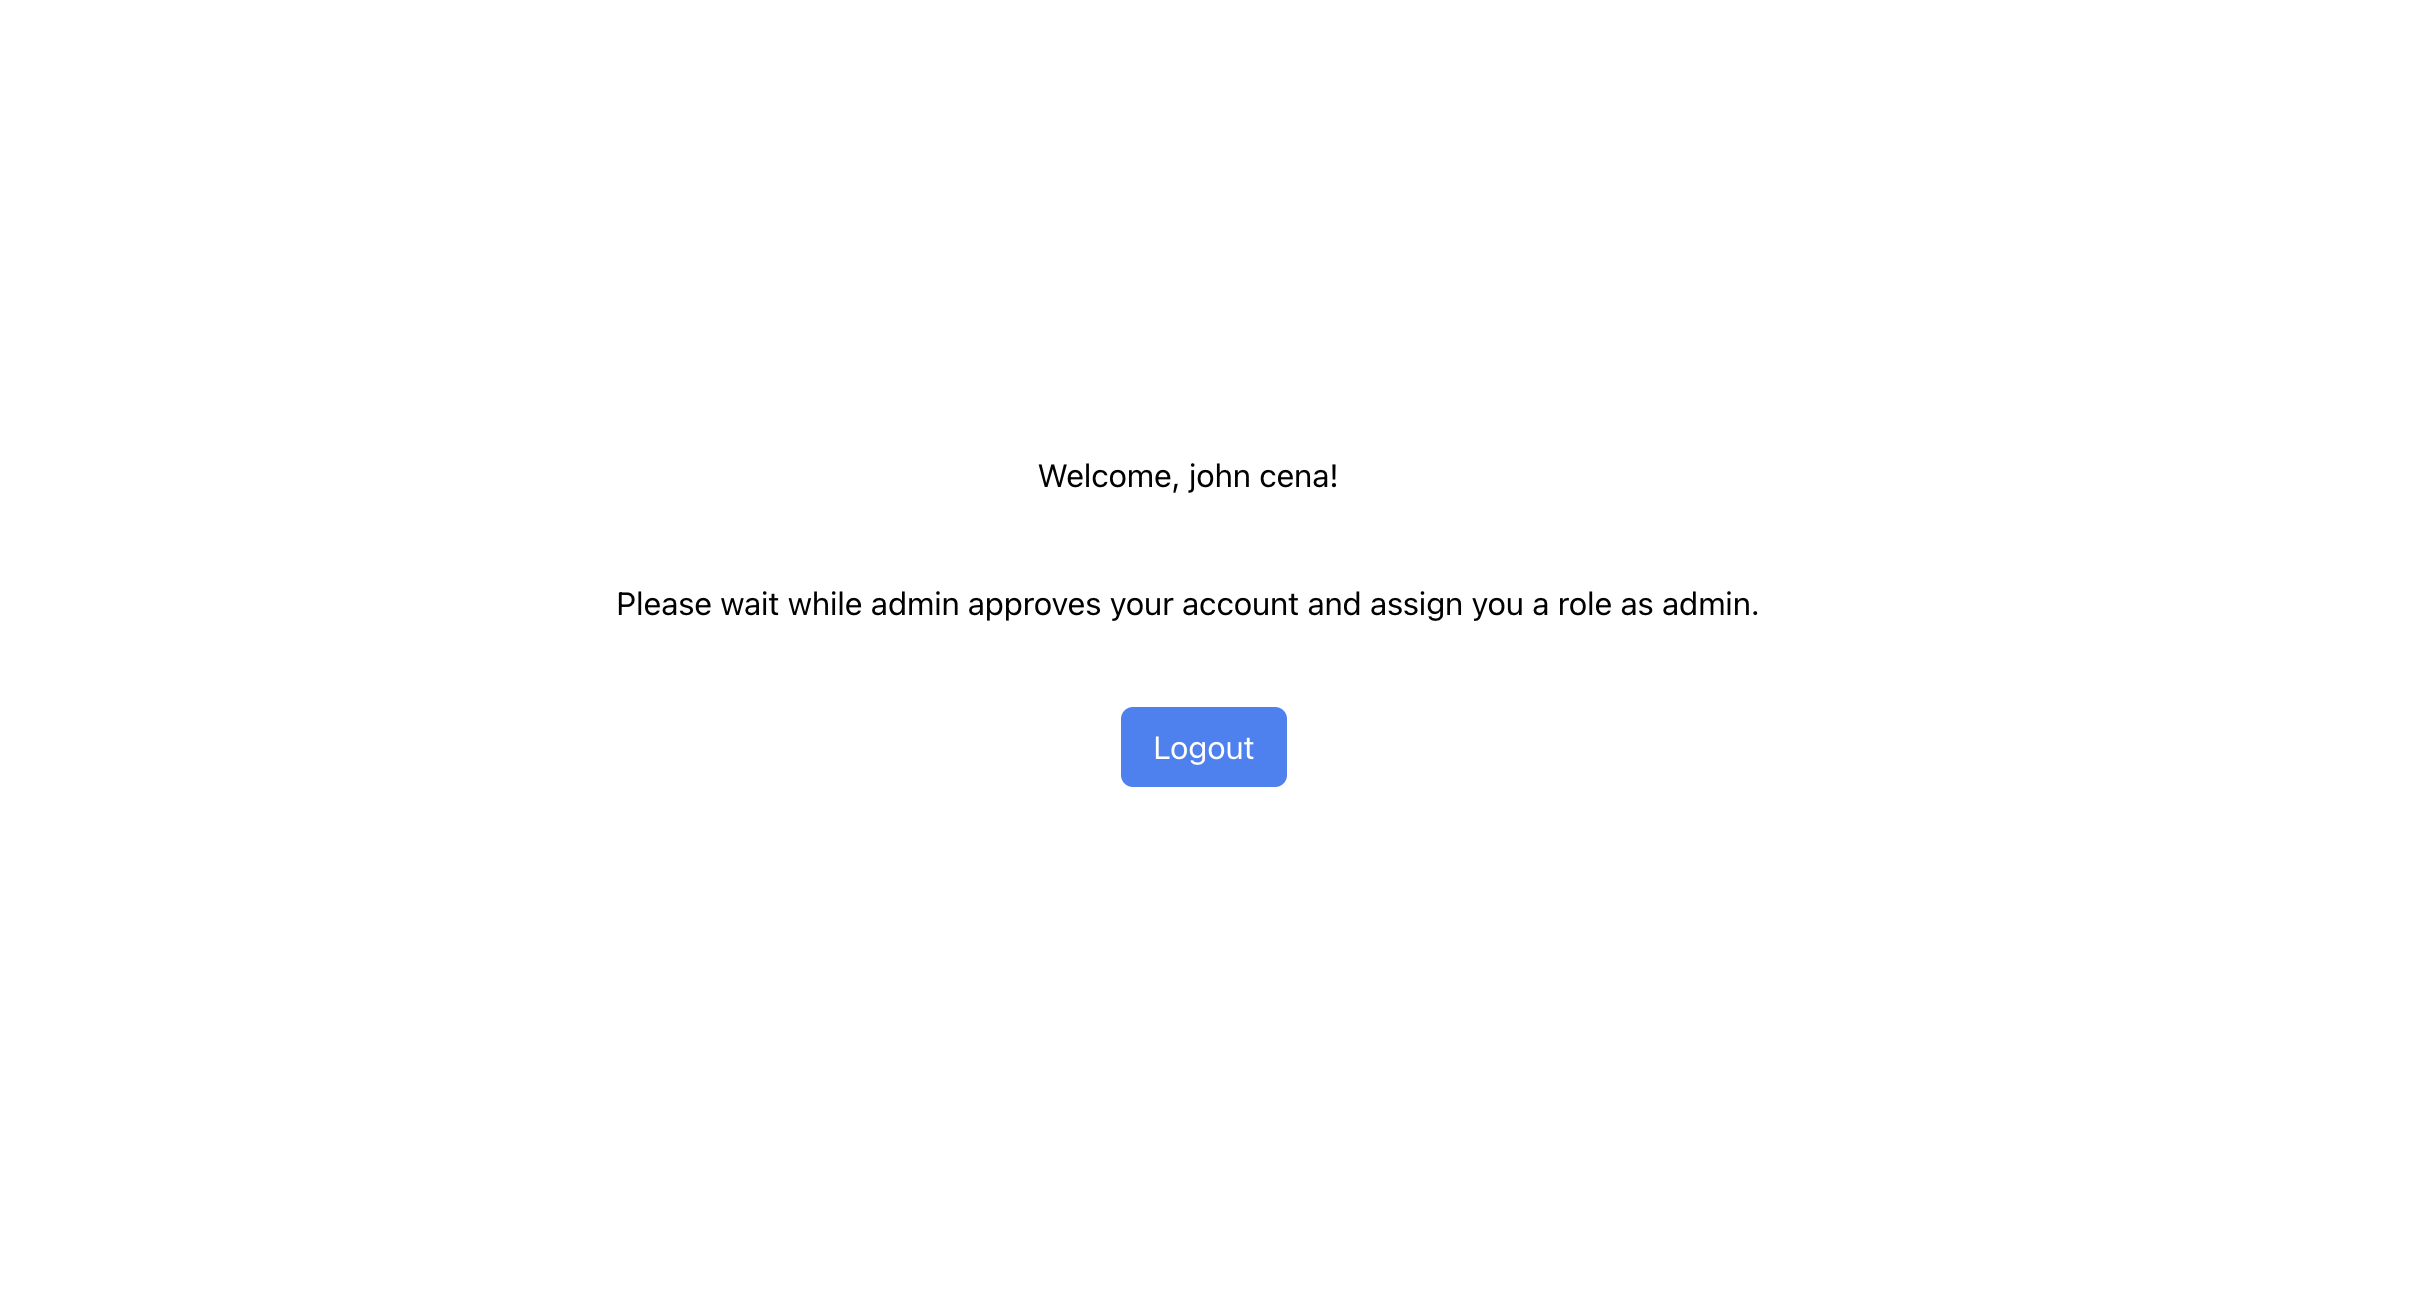 Welcome, john cena!
Please wait while admin approves your account and assign you a role as admin.
Logout